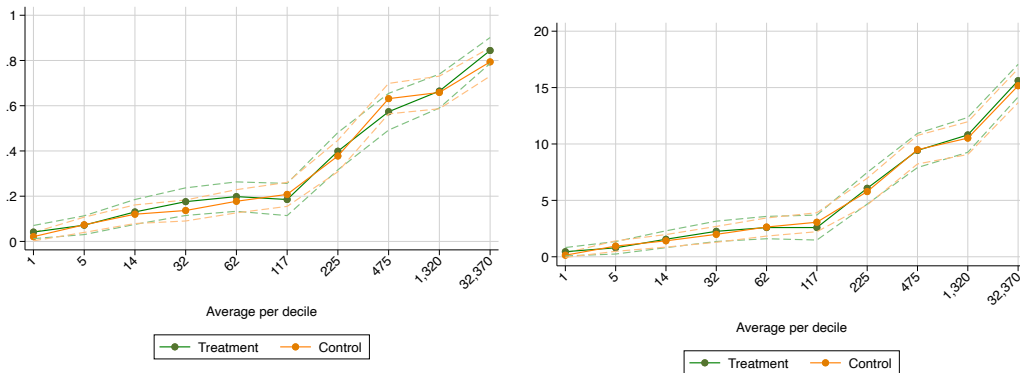 1
.8
.6
.4
.2
0
1 5 14 32 62 117 225 475 1,320 32,370
Average per decile
Treatment Control
20
15
10
5
0
1 5 14 32 62 117 225 475 1,320 32,370
Average per decile
Treatment Control